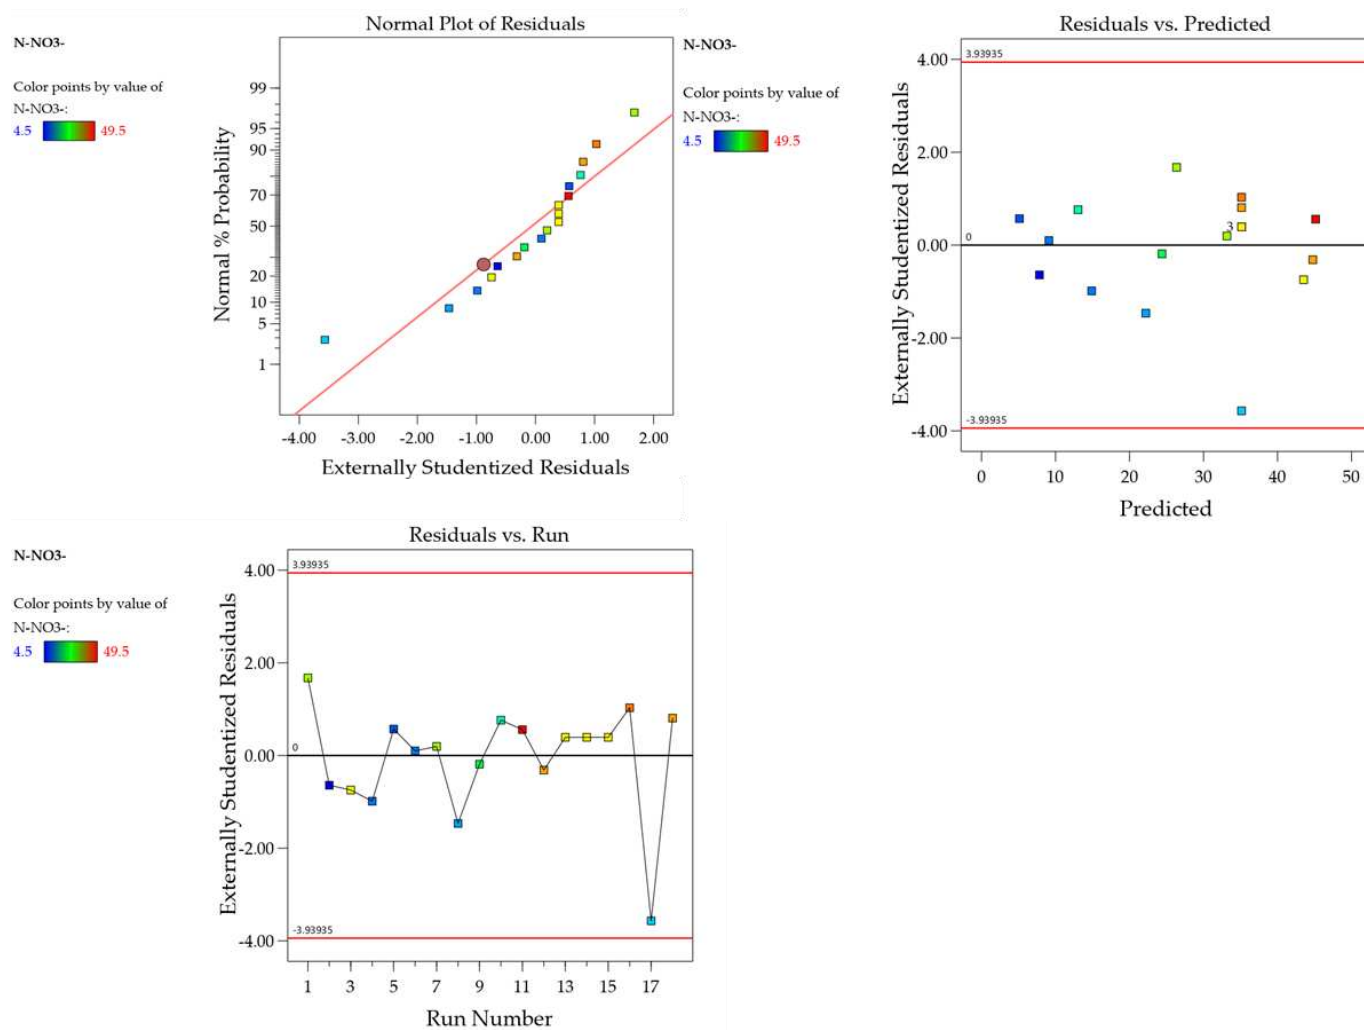 Normal Plot of Residuals
N-NO3-
Color points by value of
N-NO3-:
4.5 49.5
Normal % Probability
99
95
90
70
50
20
10
5
1
-4.00 -3.00 -2.00 -1.00 0.00 1.00 2.00
Externally Studentized Residuals
Residuals vs. Predicted
N-NO3-
Color points by value of
N-NO3-:
4.5 49.5
Externally Studentized Residuals
4.00
2.00
0.00
-2.00
-4.00
3.93935
0
3
-3.93935
0 10 20 30 40 50
Predicted
Residuals vs. Run
N-NO3-
Color points by value of
N-NO3-:
4.5 49.5
Externally Studentized Residuals
4.00
2.00
0.00
-2.00
-4.00
3.93935
0
-3.93935
1 3 5 7 9 11 13 15 17
Run Number